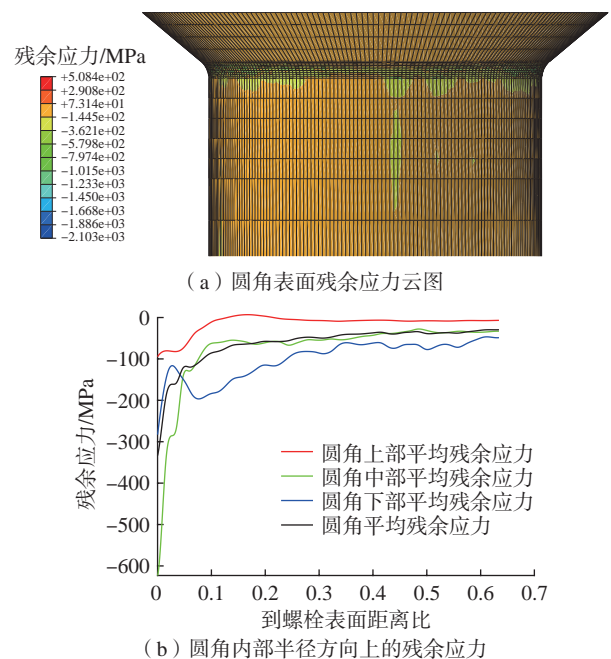 残余应力/MPa
+5.084e+02
+2.908e+02
+7.314e+01
−1.445e+02
−3.621e+02
−5.798e+02
−7.974e+02
−1.015e+03
−1.233e+03
−1.450e+03
−1.668e+03
−1.886e+03
−2.103e+03
（a）圆角表面残余应力云图
0
−100
−200
−300
−400
−500
−600
残余应力/MPa
圆角上部平均残余应力
圆角中部平均残余应力
圆角下部平均残余应力
圆角平均残余应力
0 0.1 0.2 0.3 0.4 0.5 0.6 0.7
到螺栓表面距离比
（b）圆角内部半径方向上的残余应力